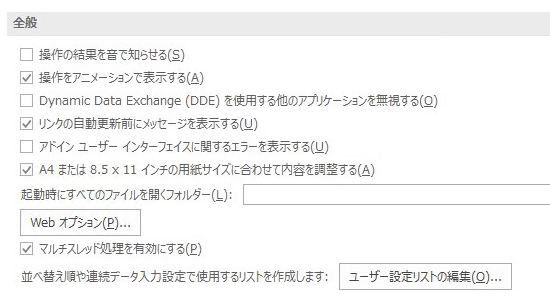 全般
操作の結果を音で知らせる(S)
操作をアニメーションで表示する(A)
Dynamic Data Exchange (DDE) を使用する他のアプリケーションを無視する(O)
リンクの自動更新前にメッセージを表示する(U)
アドイン ユーザー インターフェイスに関するエラーを表示する(U)
A4 または 8.5 x 11 インチの用紙サイズに合わせて内容を調整する(A)
起動時にすべてのファイルを開くフォルダー(L):
Web オプション(P)...
マルチスレッド処理を有効にする(P)
並べ替え順や連続データ入力設定で使用するリストを作成します: ユーザー設定リストの編集(O)...